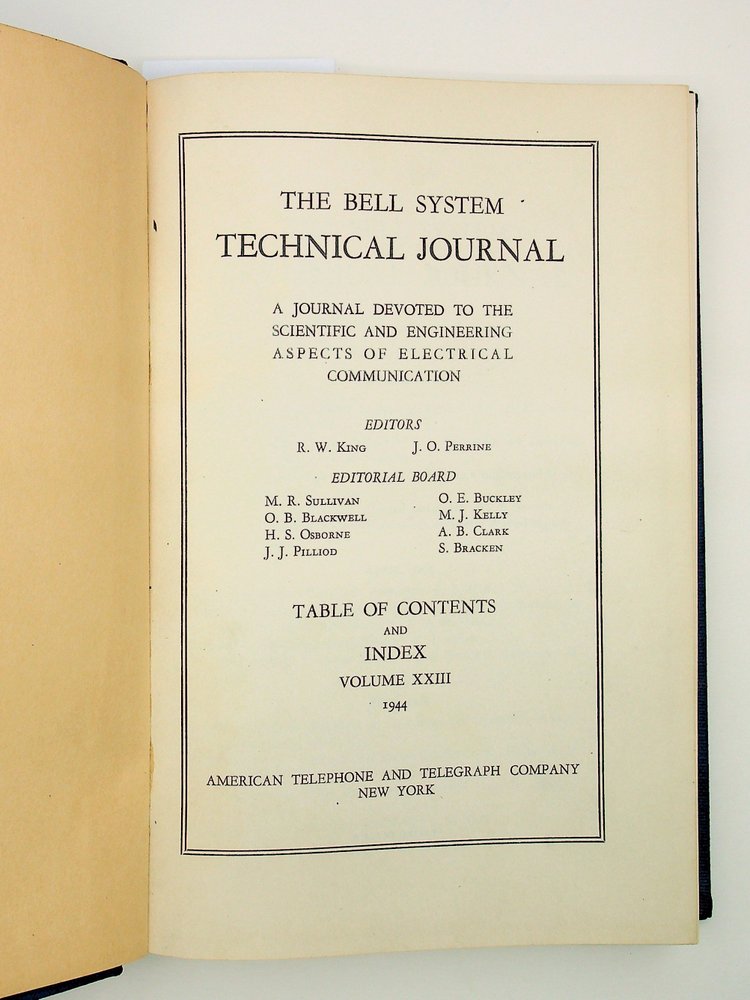 THE BELL SYSTEM
TECHNICAL JOURNAL
A JOURNAL DEVOTED TO THE
SCIENTIFIC AND ENGINEERING
ASPECTS OF ELECTRICAL
COMMUNICATION
EDITORS
R. W. KING J. O. PERRINE
EDITORIAL BOARD
M. R. SULLIVAN O. E. BUCKLEY
O. B. BLACKWELL M. J. KELLY
H. S. OSBORNE A. B. CLARK
J. J. PILLIOD S. BRACKEN
TABLE OF CONTENTS
AND
INDEX
VOLUME XXIII
1944
AMERICAN TELEPHONE AND TELEGRAPH COMPANY
NEW YORK